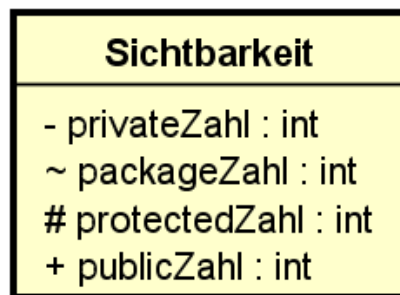 Sichtbarkeit
- privateZahl : int
~ packageZahl : int
# protectedZahl : int
+ publicZahl : int